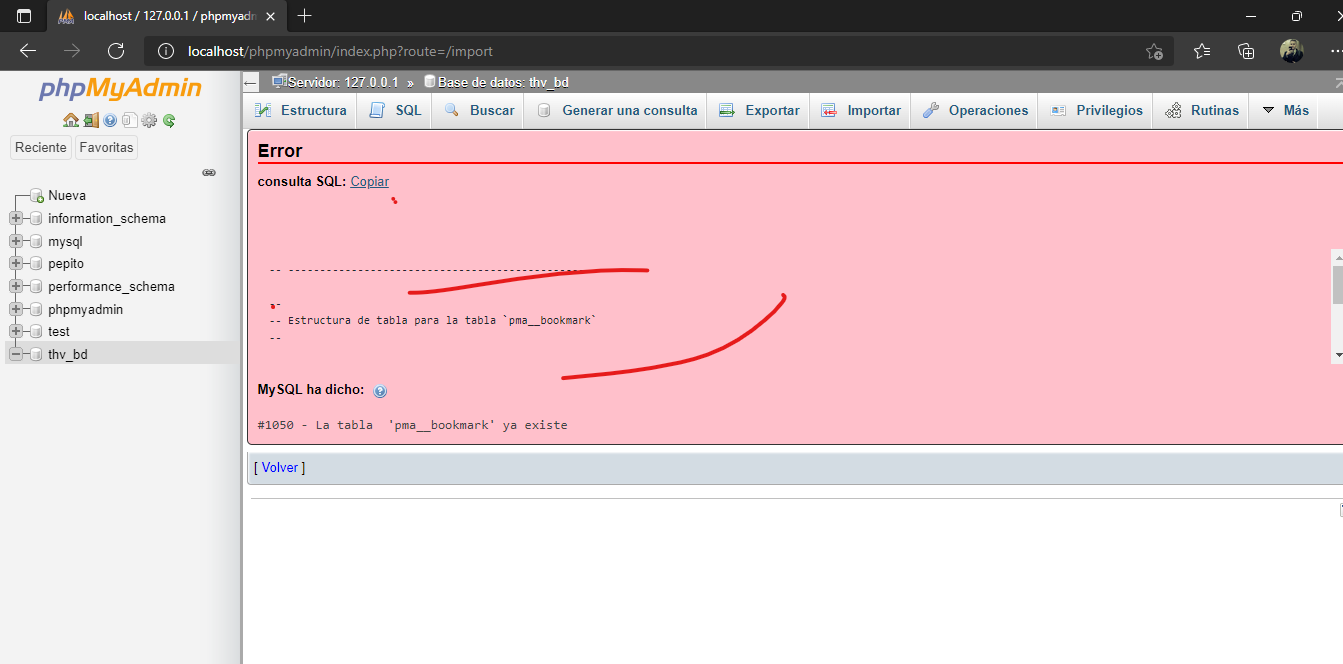 localhost / 127.0.0.1 / phpmyadm
localhost/phpmyadmin/index.php?route=/import
phpMyAdmin
Reciente
Favoritas
Nueva
information_schema
mysql
pepito
performance_schema
phpmyadmin
test
thv_bd
Servidor: 127.0.0.1 » Base de datos: thv_bd
Estructura SQL Buscar Generar una consulta Exportar Importar Operaciones Privilegios Rutinas Más
Error
consulta SQL: Copiar
-- -----------------------------------------------
--
-- Estructura de tabla para la tabla `pma__bookmark`
--
MySQL ha dicho:
#1050 - La tabla 'pma__bookmark' ya existe
[ Volver ]